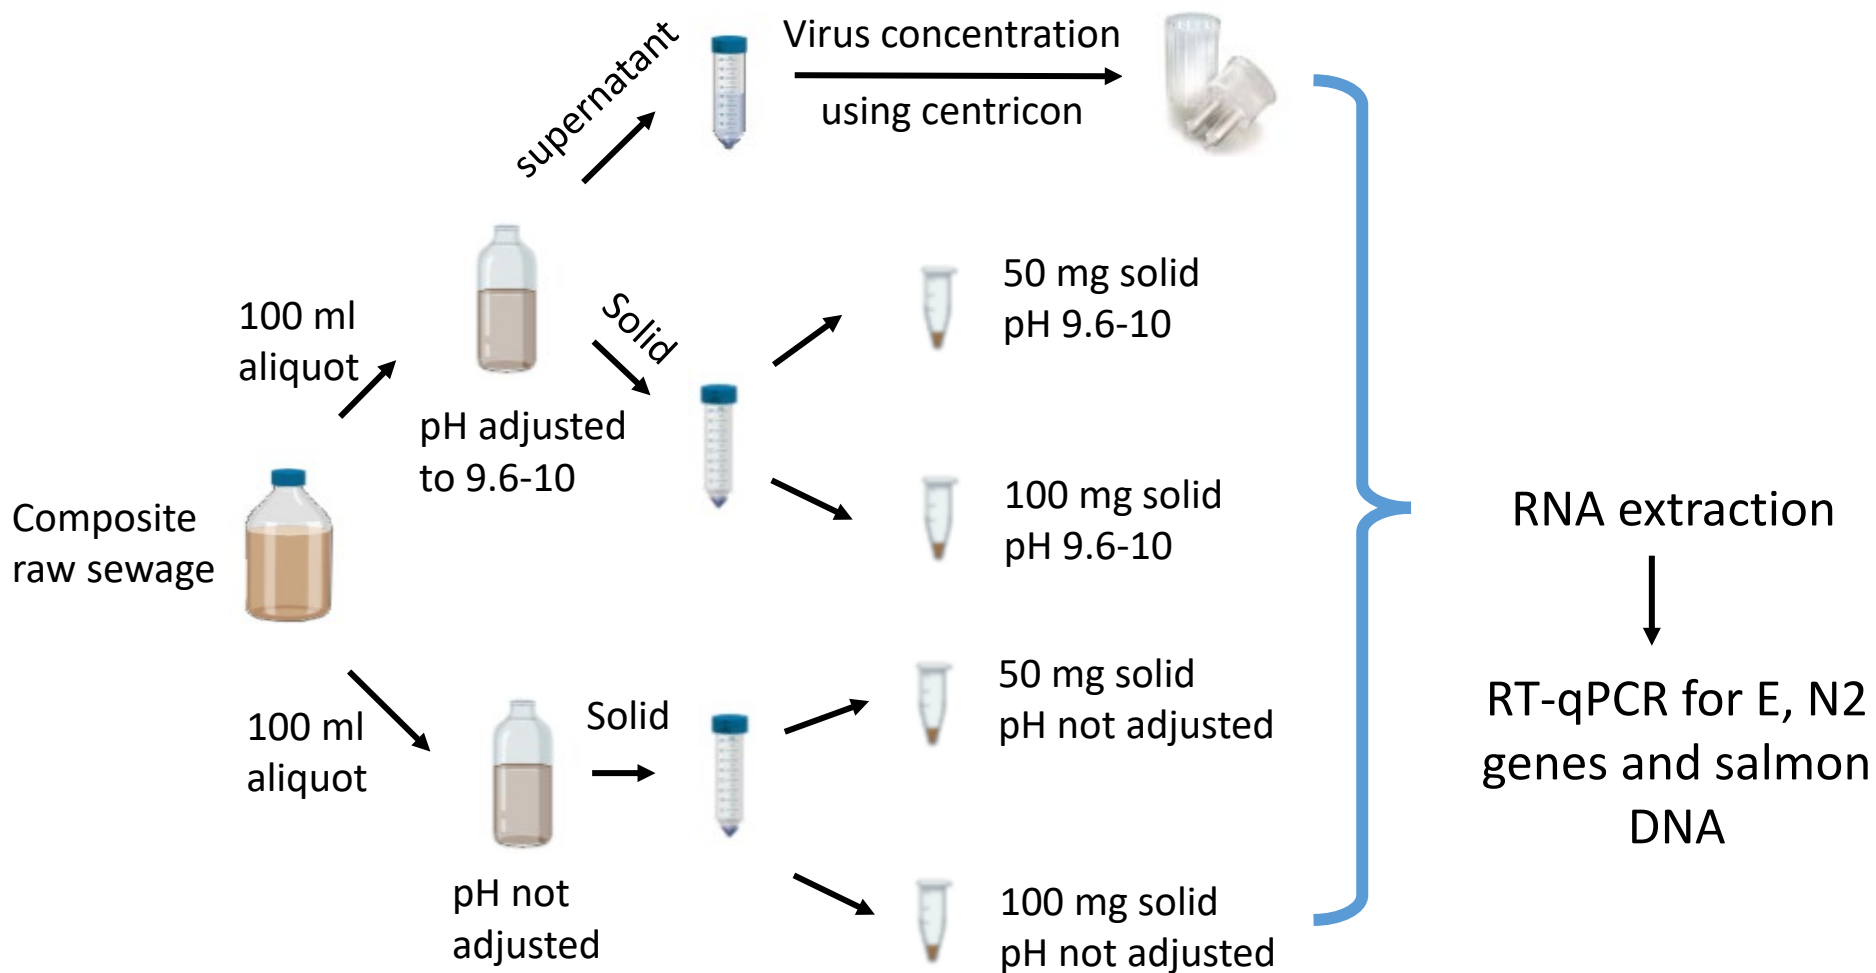 supernatant
Virus concentration
using centricon
100 ml
aliquot
Solid
50 mg solid
pH 9.6-10
pH adjusted
to 9.6-10
100 mg solid
pH 9.6-10
Composite
raw sewage
RNA extraction
100 ml
aliquot
Solid
50 mg solid
pH not adjusted
RT-qPCR for E, N2
genes and salmon
DNA
pH not
adjusted
100 mg solid
pH not adjusted